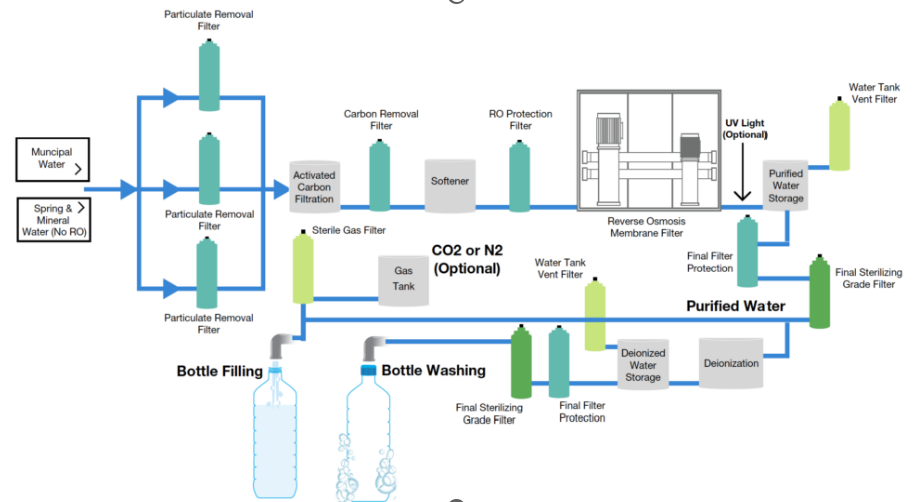 Particulate Removal
Filter
Muncipal
Water
Spring &
Mineral
Water (No RO)
Particulate Removal
Filter
Particulate Removal
Filter
Activated
Carbon
Filtration
Carbon Removal
Filter
Softener
RO Protection
Filter
Reverse Osmosis
Membrane Filter
UV Light
(Optional)
Purified
Water
Storage
Water Tank
Vent Filter
Final Filter
Protection
Final Sterilizing
Grade Filter
Sterile Gas Filter
CO2 or N2
(Optional)
Gas
Tank
Water Tank
Vent Filter
Purified Water
Bottle Filling
Bottle Washing
Final Sterilizing
Grade Filter
Final Filter
Protection
Deionized
Water
Storage
Deionization